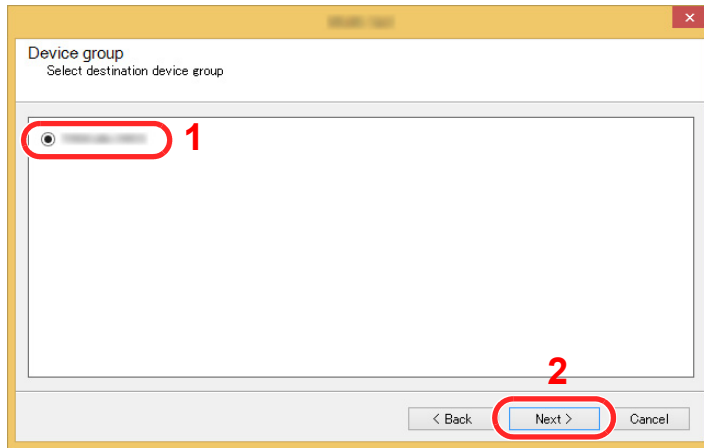 Device group
Select destination device group
1
2
< Back
Next >
Cancel